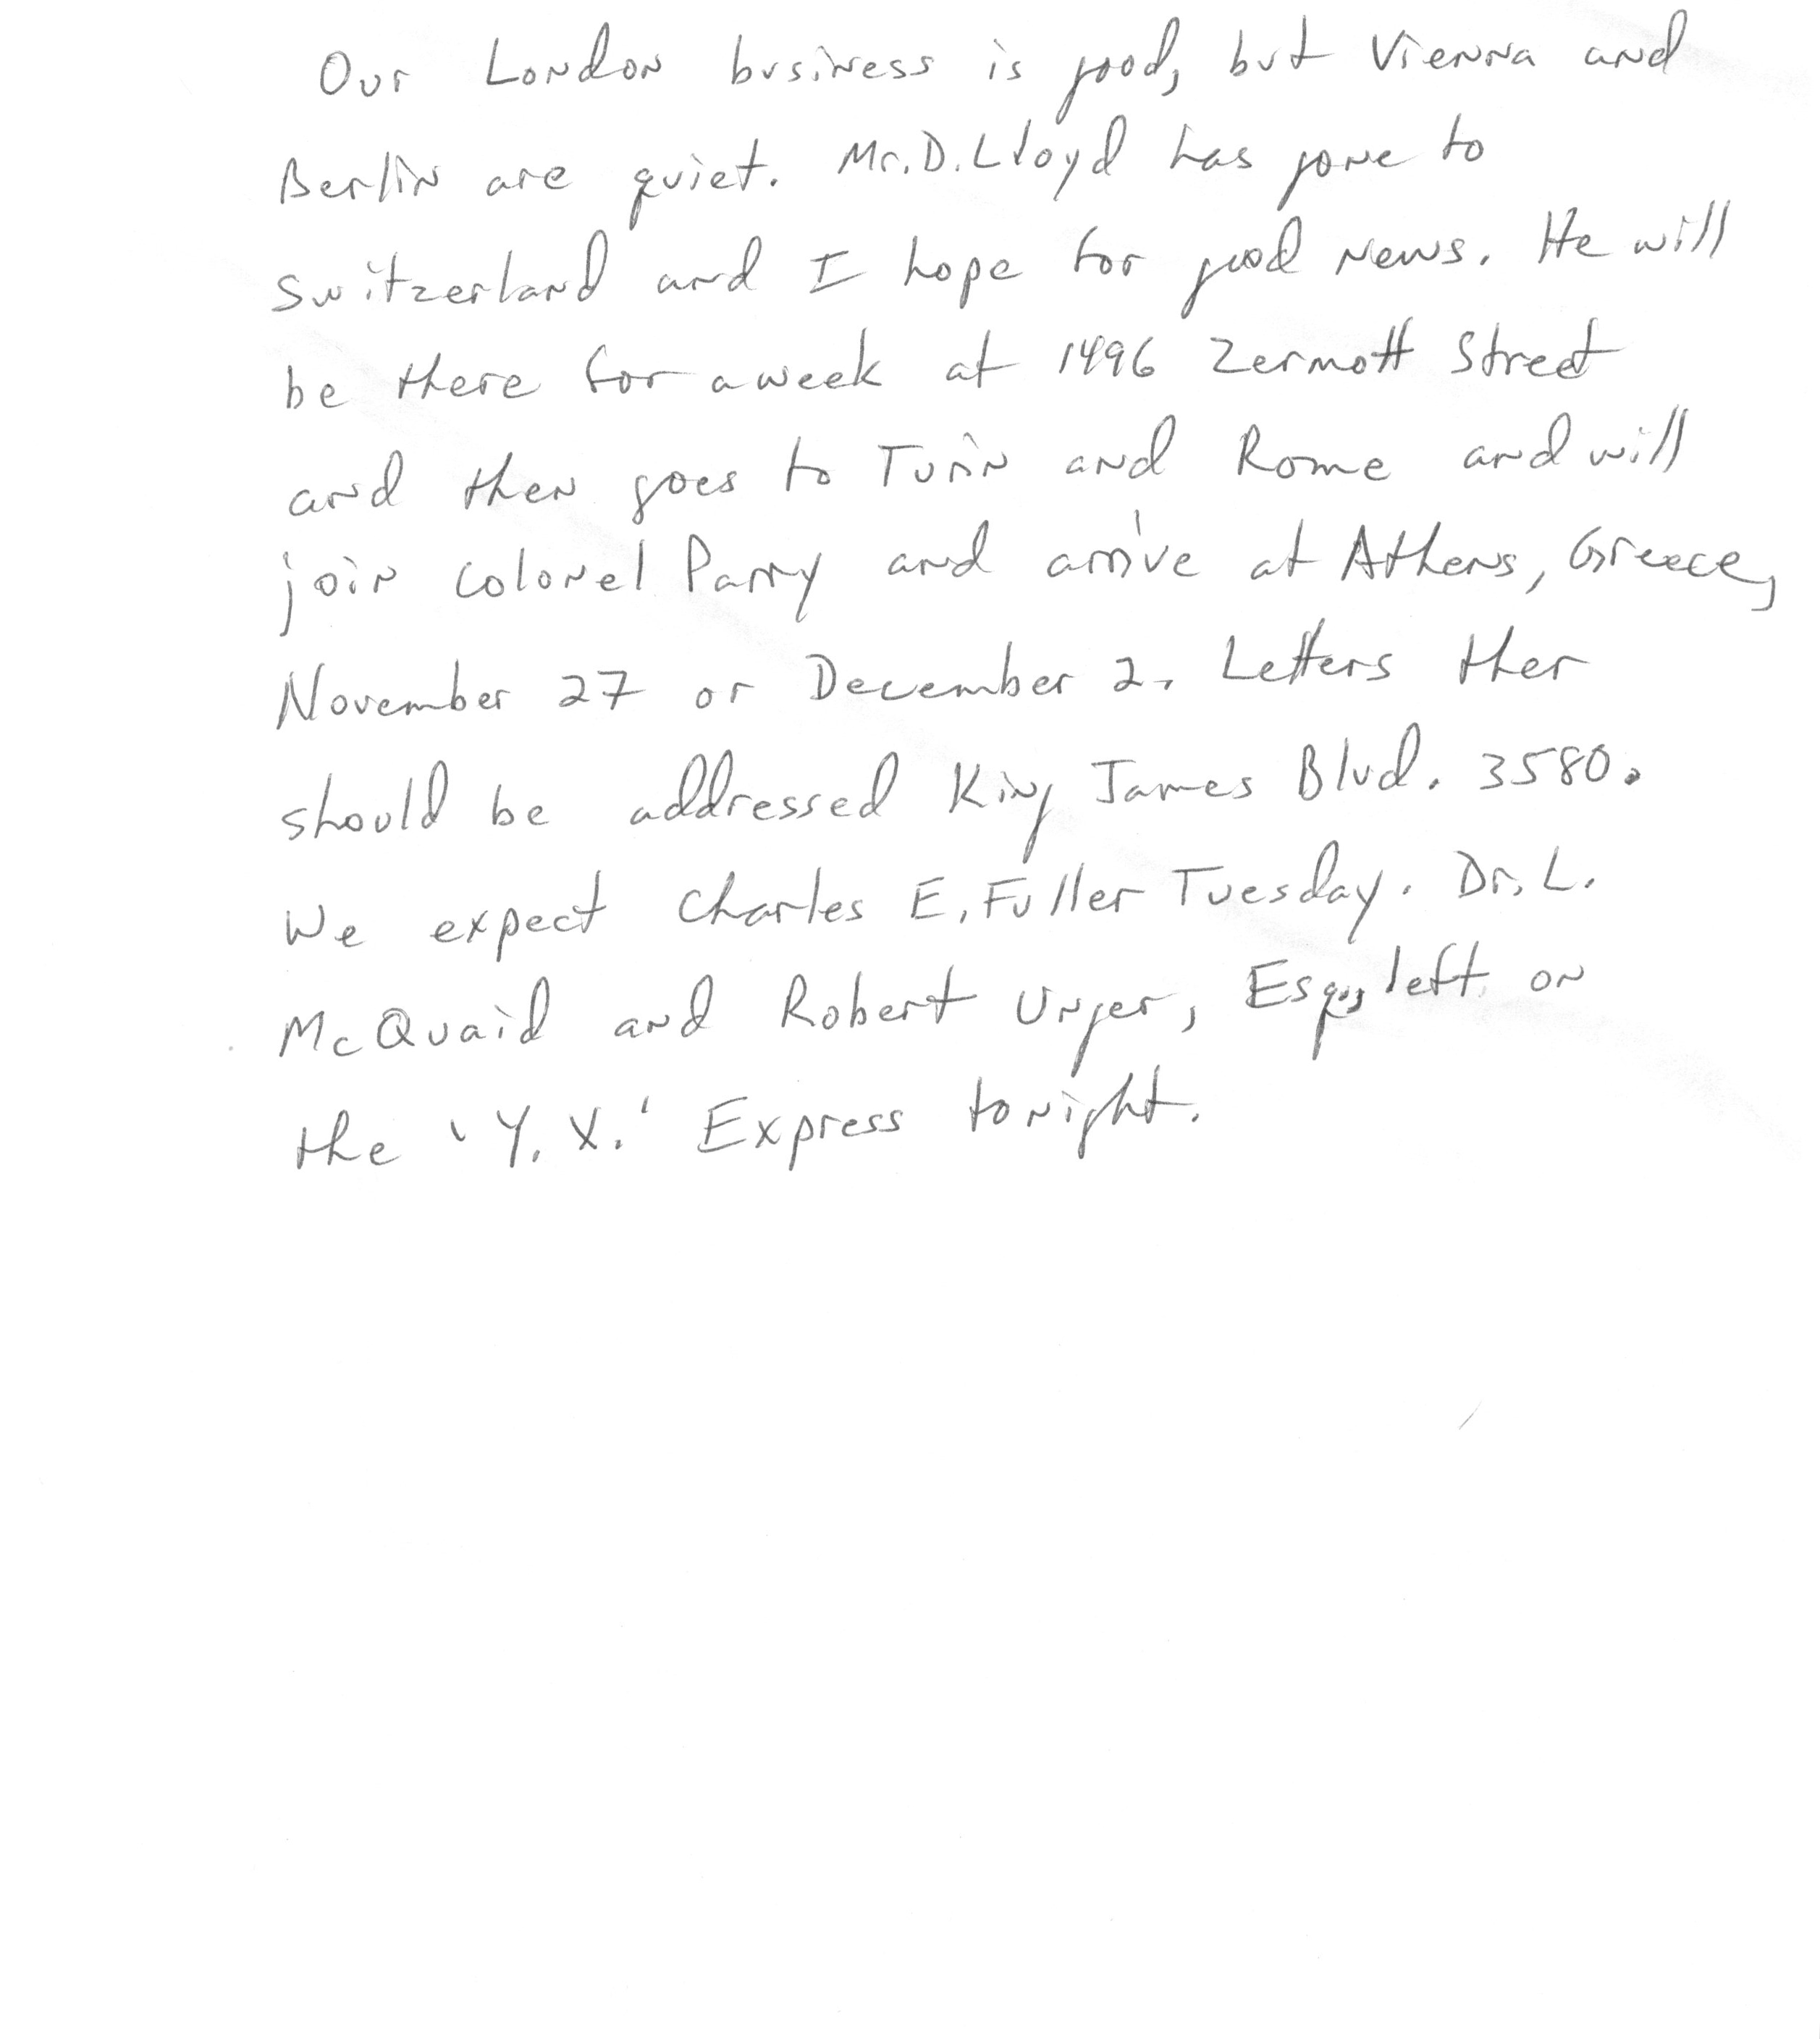 Our London business is good, but Vienna and
Berlin are quiet. Mr. D. Lloyd has gone to
Switzerland and I hope for good news. He will
be there for a week at 1496 Zermott Street
and then goes to Turin and Rome and will
join Colonel Parry and arrive at Athens, Greece,
November 27 or December 2. Letters ther
should be addressed King James Blvd. 3580.
We expect Charles E. Fuller Tuesday. Dr. L.
McQuaid and Robert Unger, Esq., left on
the 'Y. X.' Express tonight.